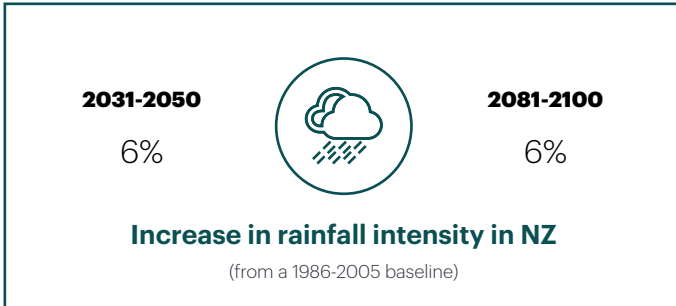 2031-2050
6%
2081-2100
6%
Increase in rainfall intensity in NZ
(from a 1986-2005 baseline)